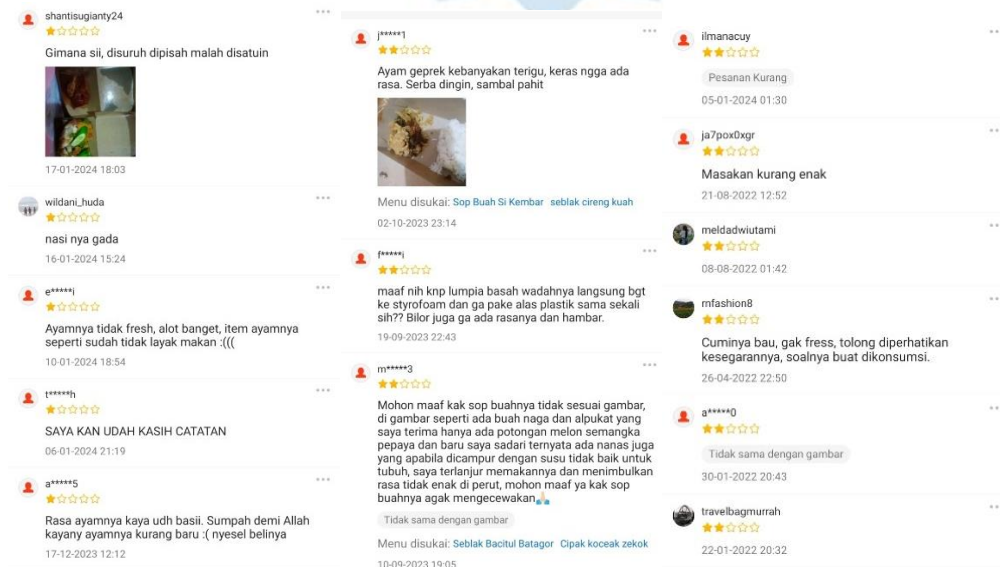 shantisugianty24
Gimana sii, disuruh dipisah malah disatuin
17-01-2024 18:03
wildani_huda
nasi nya gada
16-01-2024 15:24
e*****i
Ayamnya tidak fresh, alot banget, item ayamnya
seperti sudah tidak layak makan :(((
10-01-2024 18:54
t*****h
SAYA KAN UDAH KASIH CATATAN
06-01-2024 21:19
a*****5
Rasa ayamnya kaya udh basii. Sumpah demi Allah
kayany ayamnya kurang baru :( nyesel belinya
17-12-2023 12:12
j*****1
Ayam geprek kebanyakan terigu, keras ngga ada
rasa. Serba dingin, sambal pahit
Menu disukai: Sop Buah Si Kembar seblak cireng kuah
02-10-2023 23:14
f*****i
maaf nih knp lumpia basah wadahnya langsung bgt
ke styrofoam dan ga pake alas plastik sama sekali
sih?? Bilor juga ga ada rasanya dan hambar.
19-09-2023 22:43
m*****3
Mohon maaf kak sop buahnya tidak sesuai gambar,
di gambar seperti ada buah naga dan alpukat yang
saya terima hanya ada potongan melon semangka
pepaya dan baru saya sadari ternyata ada nanas juga
yang apabila dicampur dengan susu tidak baik untuk
tubuh, saya terlanjur memakannya dan menimbulkan
rasa tidak enak di perut, mohon maaf ya kak sop
buahnya agak mengecewakan🙏
Tidak sama dengan gambar
Menu disukai: Seblak Bacitul Batagor Cipak koceak zekok
10-09-2023 19:05
ilmanacuy
Pesanan Kurang
05-01-2024 01:30
ja7pox0xgr
Masakan kurang enak
21-08-2022 12:52
meldadwiutami
08-08-2022 01:42
rnfashion8
Cuminya bau, gak fress, tolong diperhatikan
kesegarannya, soalnya buat dikonsumsi.
26-04-2022 22:50
a*****0
Tidak sama dengan gambar
30-01-2022 20:43
travelbagmurrah
22-01-2022 20:32